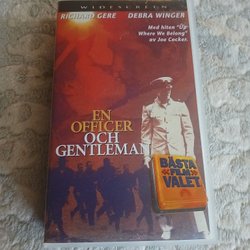 WIDESCREEN
RICHARD GERE DEBRA WINGER
Med hiten "Up
Where We Belong"
av Joe Cocker.
EN
OFFICER
OCH
GENTLEMAN
BÄSTA
FILM
VALET